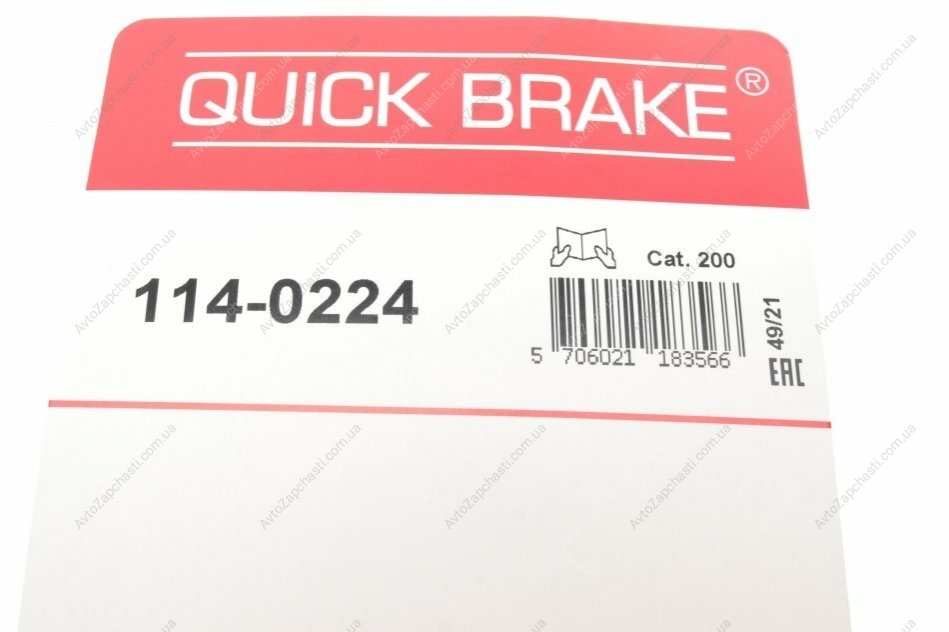 QUICK BRAKE®
114-0224
Cat. 200
5 706021 183566
49/21
EAC
AvtoZapchasti.com.ua